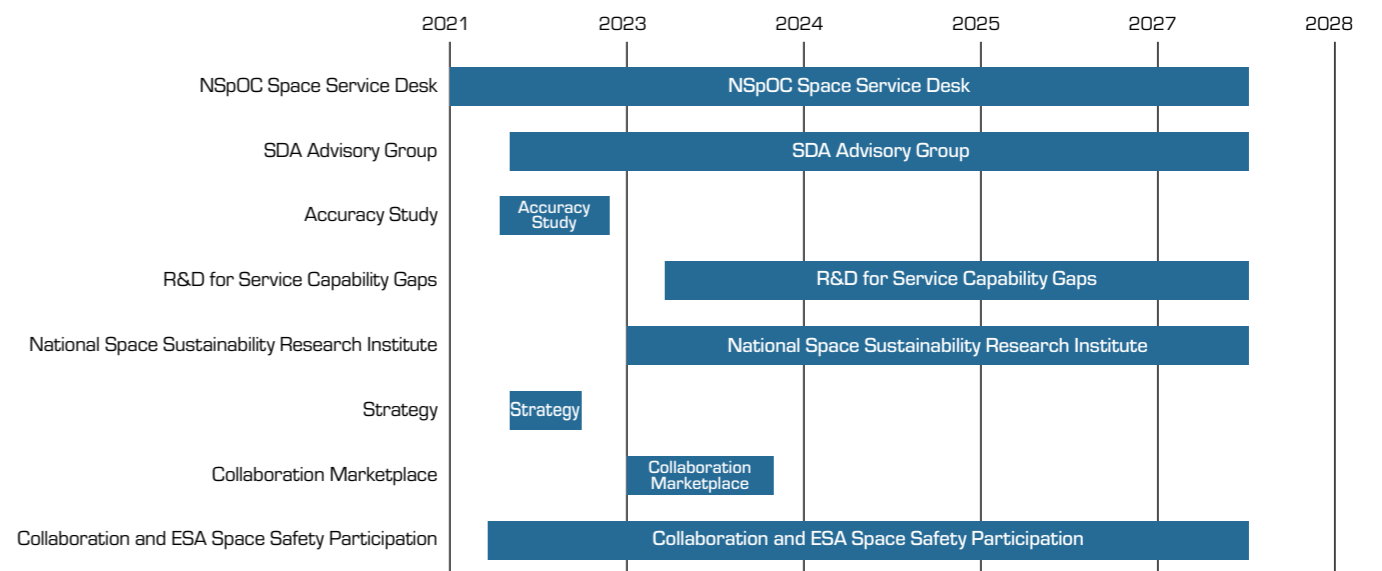 2021 2023 2024 2025 2027 2028
NSpOC Space Service Desk NSpOC Space Service Desk
SDA Advisory Group SDA Advisory Group
Accuracy Study Accuracy
Study
R&D for Service Capability Gaps R&D for Service Capability Gaps
National Space Sustainability Research Institute National Space Sustainability Research Institute
Strategy Strategy
Collaboration Marketplace Collaboration
Marketplace
Collaboration and ESA Space Safety Participation Collaboration and ESA Space Safety Participation